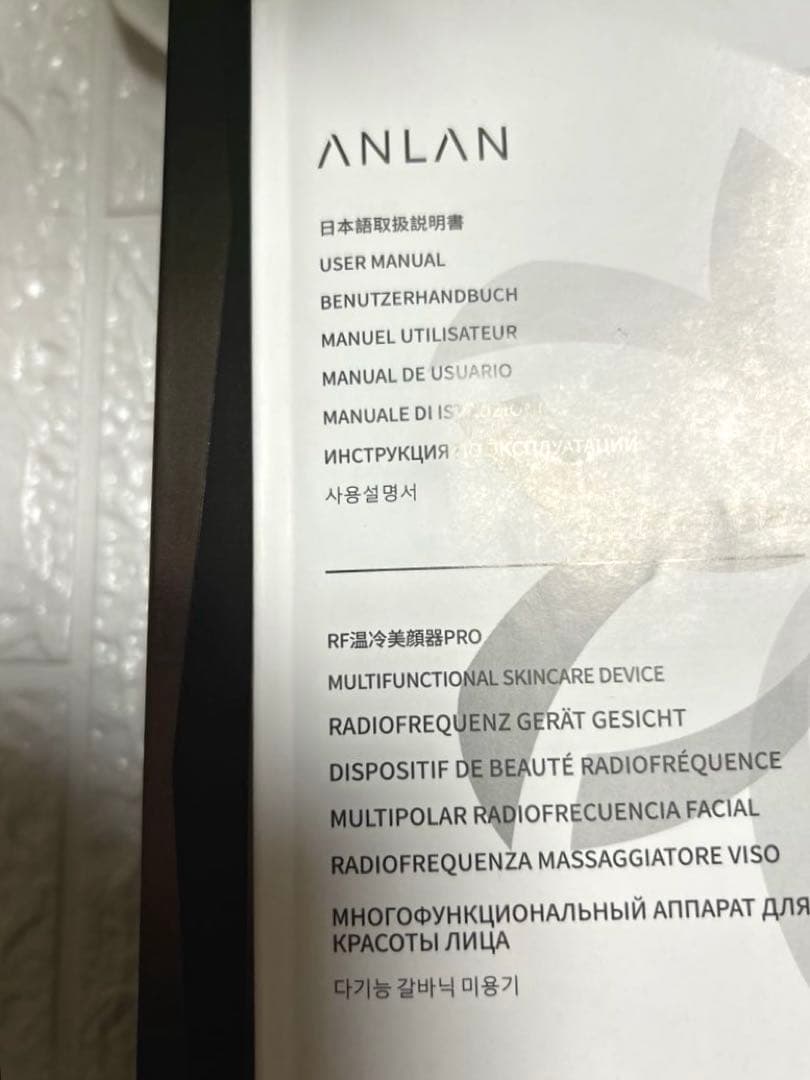 ANLAN
日本語取扱説明書
USER MANUAL
BENUTZERHANDBUCH
MANUEL UTILISATEUR
MANUAL DE USUARIO
MANUALE DI ISTRUZIONI
ИНСТРУКЦИЯ ПО ЭКСПЛУАТАЦИИ
사용설명서
RF温冷美顔器PRO
MULTIFUNCTIONAL SKINCARE DEVICE
RADIOFREQUENZ GERÄT GESICHT
DISPOSITIF DE BEAUTÉ RADIOFRÉQUENCE
MULTIPOLAR RADIOFRECUENCIA FACIAL
RADIOFREQUENZA MASSAGGIATORE VISO
МНОГОФУНКЦИОНАЛЬНЫЙ АППАРАТ ДЛЯ
КРАСОТЫ ЛИЦА
다기능 갈바닉 미용기